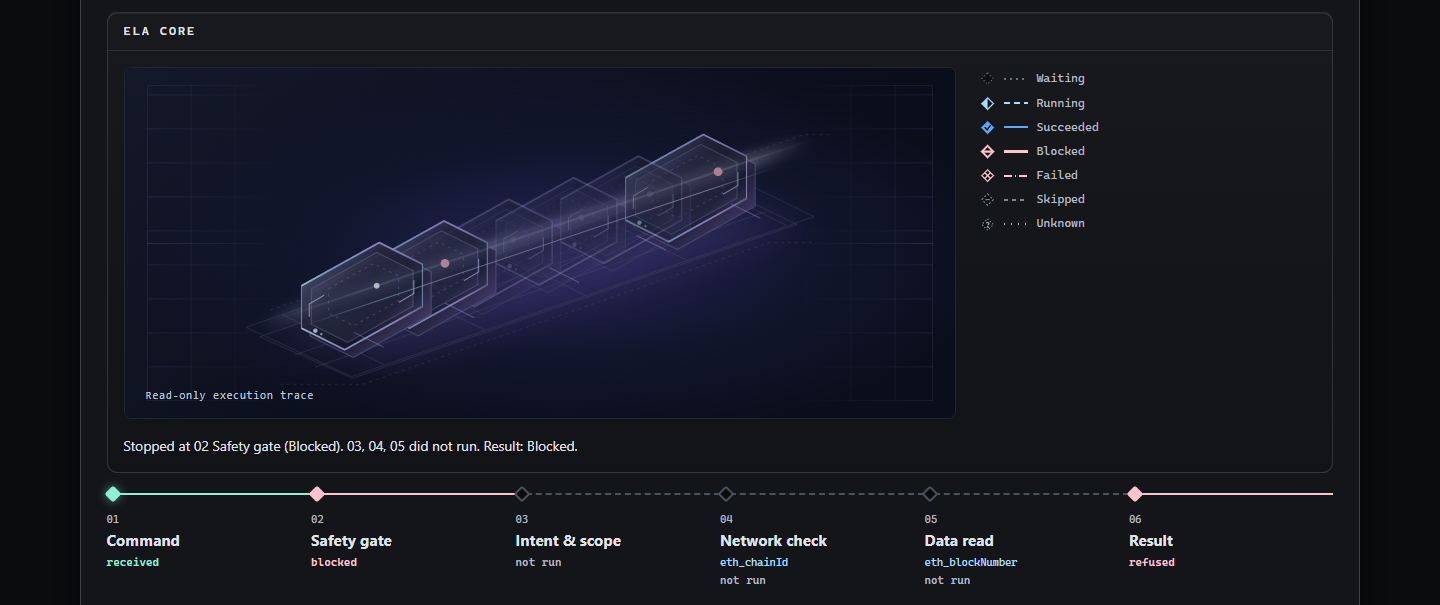 ELA CORE
Waiting
Running
Succeeded
Blocked
Failed
Skipped
Unknown
Read-only execution trace
Stopped at 02 Safety gate (Blocked). 03, 04, 05 did not run. Result: Blocked.
01
Command
received
02
Safety gate
blocked
03
Intent & scope
not run
04
Network check
eth_chainId
not run
05
Data read
eth_blockNumber
not run
06
Result
refused